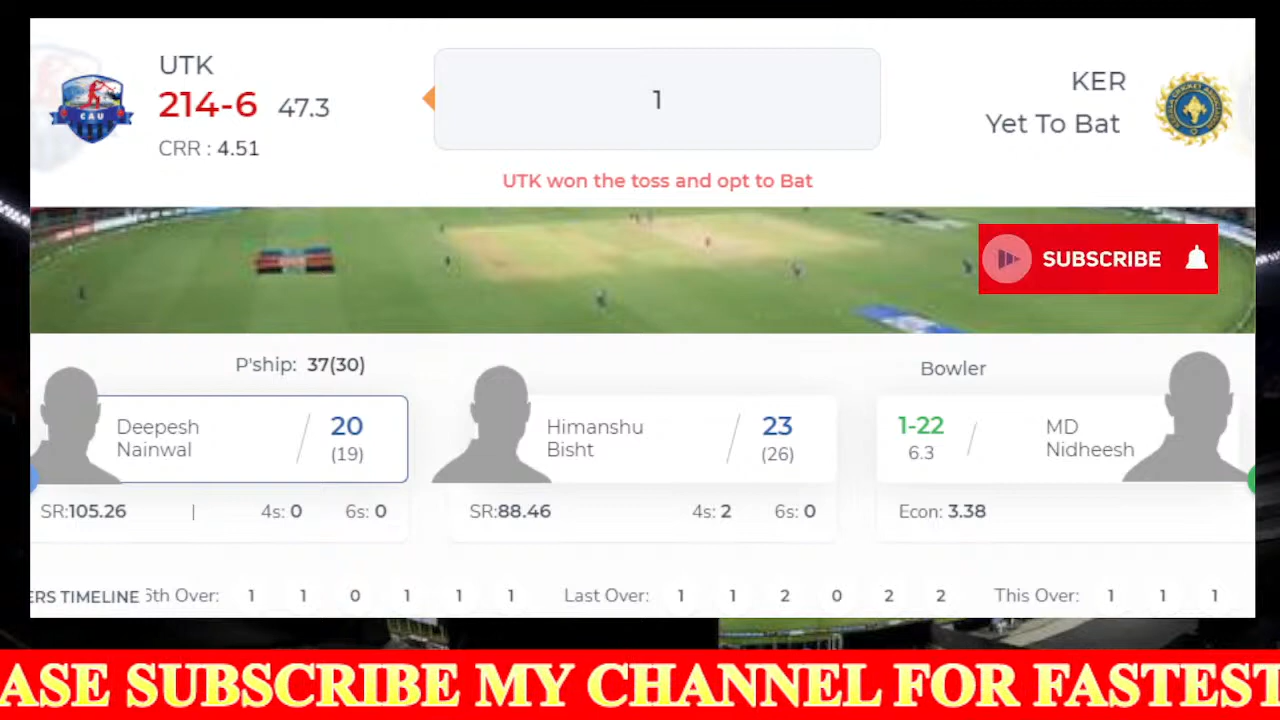 UTK
214-6 47.3
CRR : 4.51
1
UTK won the toss and opt to Bat
KER
Yet To Bat
CAU
SUBSCRIBE
P'ship: 37(30)
Bowler
Deepesh Nainwal
20
(19)
Himanshu Bisht
23
(26)
1-22
6.3
MD Nidheesh
SR:105.26 | 4s: 0 6s: 0
SR:88.46 4s: 2 6s: 0
Econ: 3.38
ERS TIMELINE 6th Over: 1 1 0 1 1 1 Last Over: 1 1 2 0 2 2 This Over: 1 1 1
ASE SUBSCRIBE MY CHANNEL FOR FASTEST